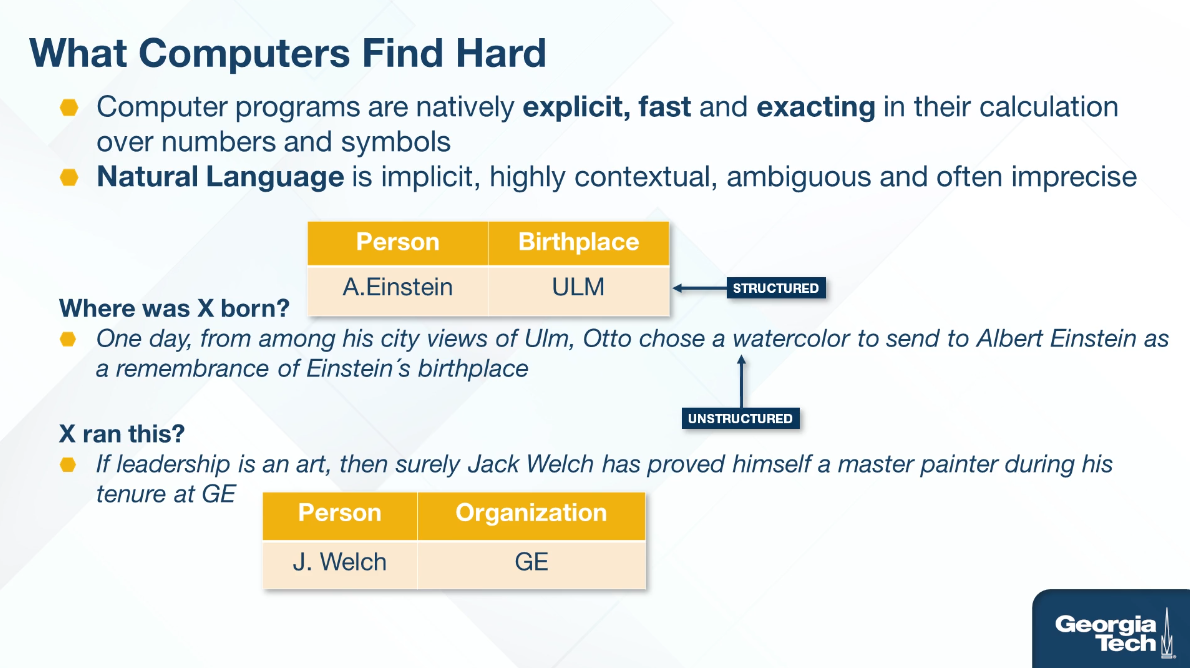 What Computers Find Hard
Computer programs are natively explicit, fast and exacting in their calculation
over numbers and symbols
Natural Language is implicit, highly contextual, ambiguous and often imprecise
Person Birthplace
A.Einstein ULM
STRUCTURED
Where was X born?
One day, from among his city views of Ulm, Otto chose a watercolor to send to Albert Einstein as
a remembrance of Einstein´s birthplace
UNSTRUCTURED
X ran this?
If leadership is an art, then surely Jack Welch has proved himself a master painter during his
tenure at GE
Person Organization
J. Welch GE
Georgia
Tech